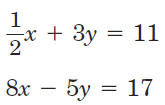 1/2x + 3y = 11
8x − 5y = 17